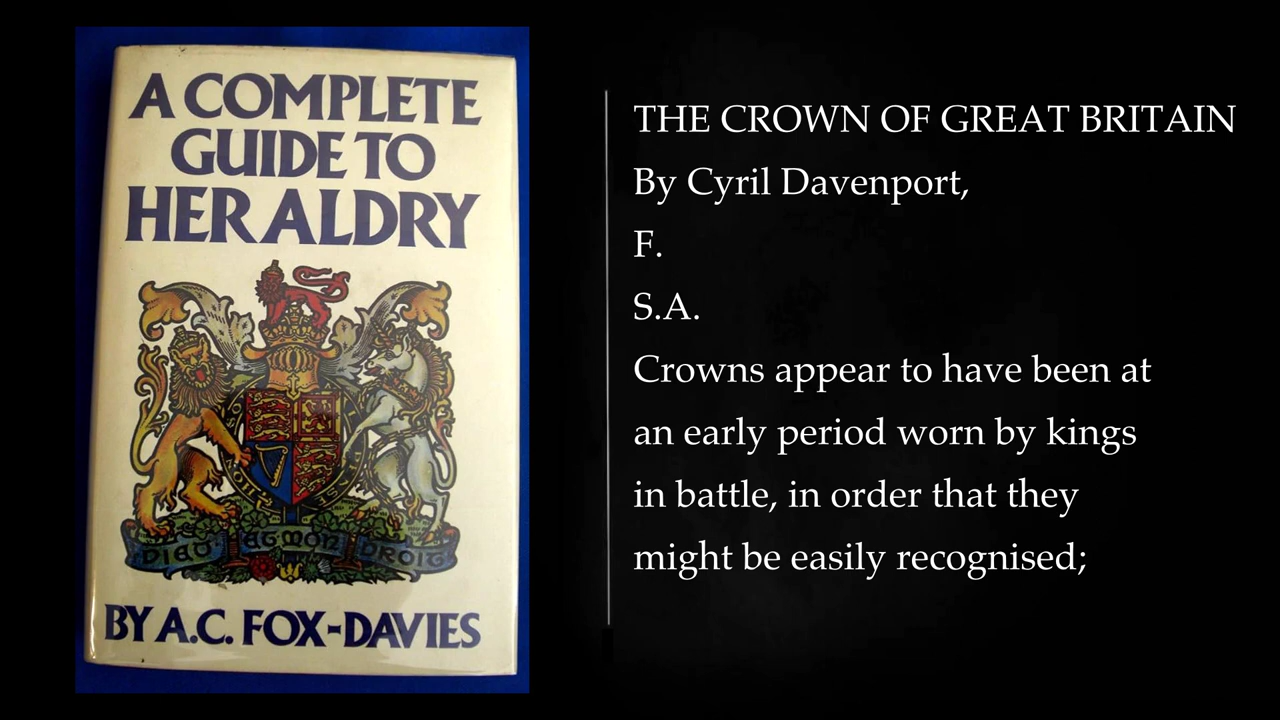 A COMPLETE
GUIDE TO
HERALDRY
DIEU ET MON DROIT
BY A.C. FOX-DAVIES
THE CROWN OF GREAT BRITAIN
By Cyril Davenport,
F.
S.A.
Crowns appear to have been at
an early period worn by kings
in battle, in order that they
might be easily recognised;